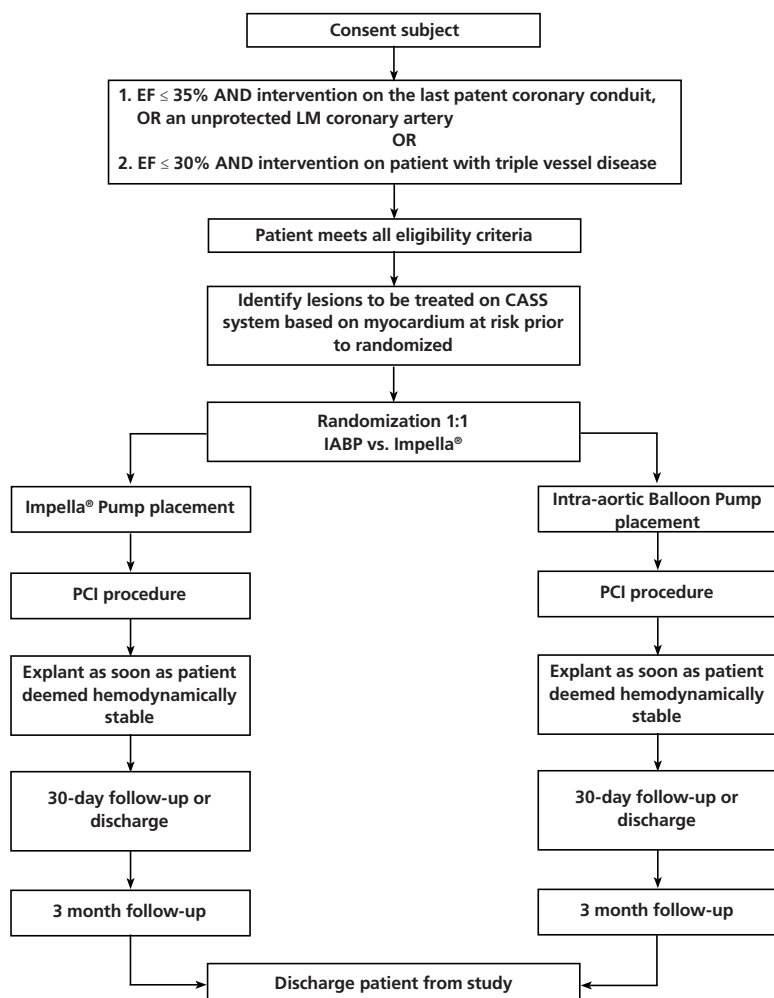 Consent subject
1. EF ≤ 35% AND intervention on the last patent coronary conduit,
OR an unprotected LM coronary artery
OR
2. EF ≤ 30% AND intervention on patient with triple vessel disease
Patient meets all eligibility criteria
Identify lesions to be treated on CASS
system based on myocardium at risk prior
to randomized
Randomization 1:1
IABP vs. Impella®
Impella® Pump placement
PCI procedure
Explant as soon as patient
deemed hemodynamically
stable
30-day follow-up or
discharge
3 month follow-up
Intra-aortic Balloon Pump
placement
PCI procedure
Explant as soon as patient
deemed hemodynamically
stable
30-day follow-up or
discharge
3 month follow-up
Discharge patient from study